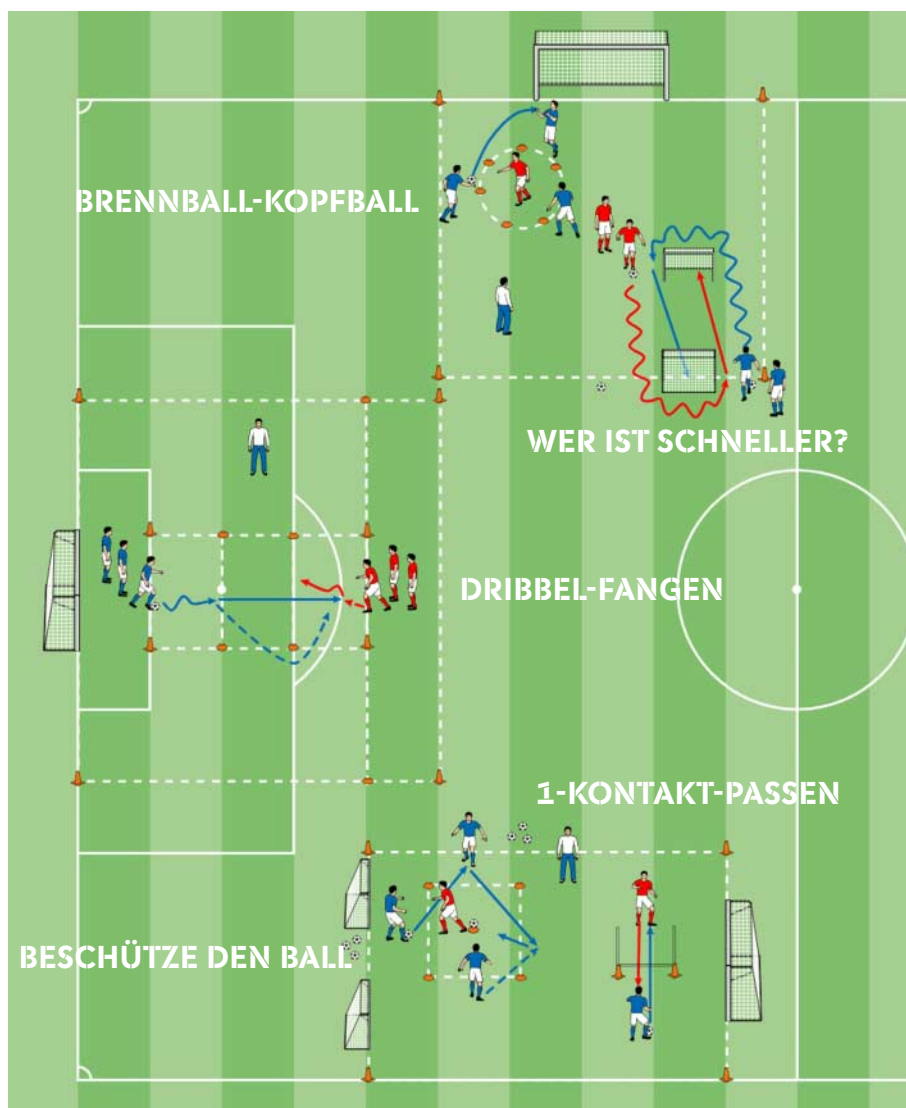 BRENNBALL-KOPFBALL
WER IST SCHNELLER?
DRIBBEL-FANGEN
1-KONTAKT-PASSEN
BESCHÜTZE DEN BALL